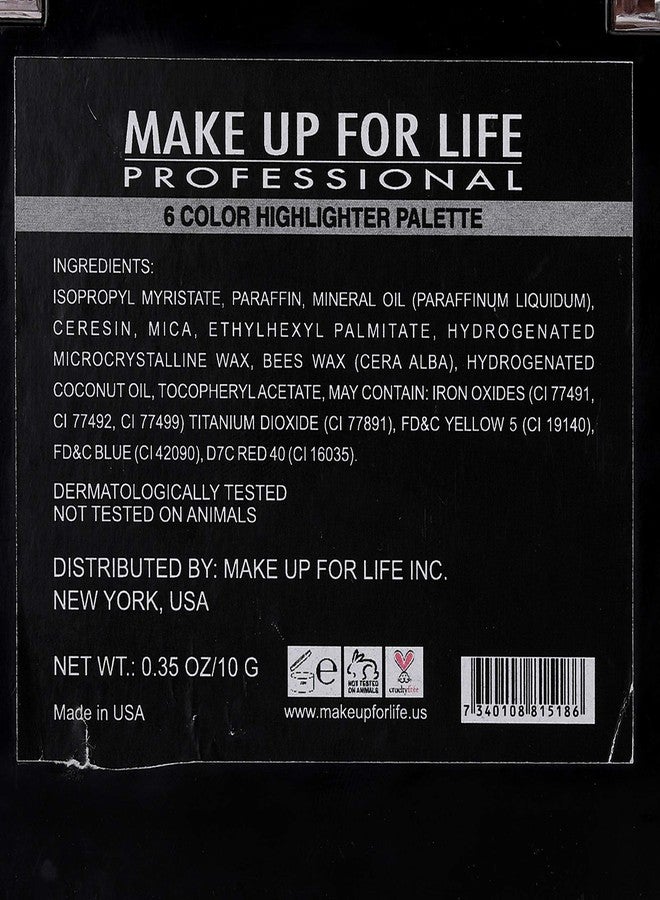 MAKE UP FOR LIFE
PROFESSIONAL
6 COLOR HIGHLIGHTER PALETTE
INGREDIENTS:
ISOPROPYL MYRISTATE, PARAFFIN, MINERAL OIL (PARAFFINUM LIQUIDUM),
CERESIN, MICA, ETHYLHEXYL PALMITATE, HYDROGENATED
MICROCRYSTALLINE WAX, BEES WAX (CERA ALBA), HYDROGENATED
COCONUT OIL, TOCOPHERYL ACETATE, MAY CONTAIN: IRON OXIDES (CI 77491,
CI 77492, CI 77499) TITANIUM DIOXIDE (CI 77891), FD&C YELLOW 5 (CI 19140),
FD&C BLUE (CI 42090), D7C RED 40 (CI 16035).
DERMATOLOGICALLY TESTED
NOT TESTED ON ANIMALS
DISTRIBUTED BY: MAKE UP FOR LIFE INC.
NEW YORK, USA
NET WT.: 0.35 OZ/10 G
e
NOT TESTED
ON ANIMALS
crueltyfree
Made in USA
www.makeupforlife.us
7 340108 815186